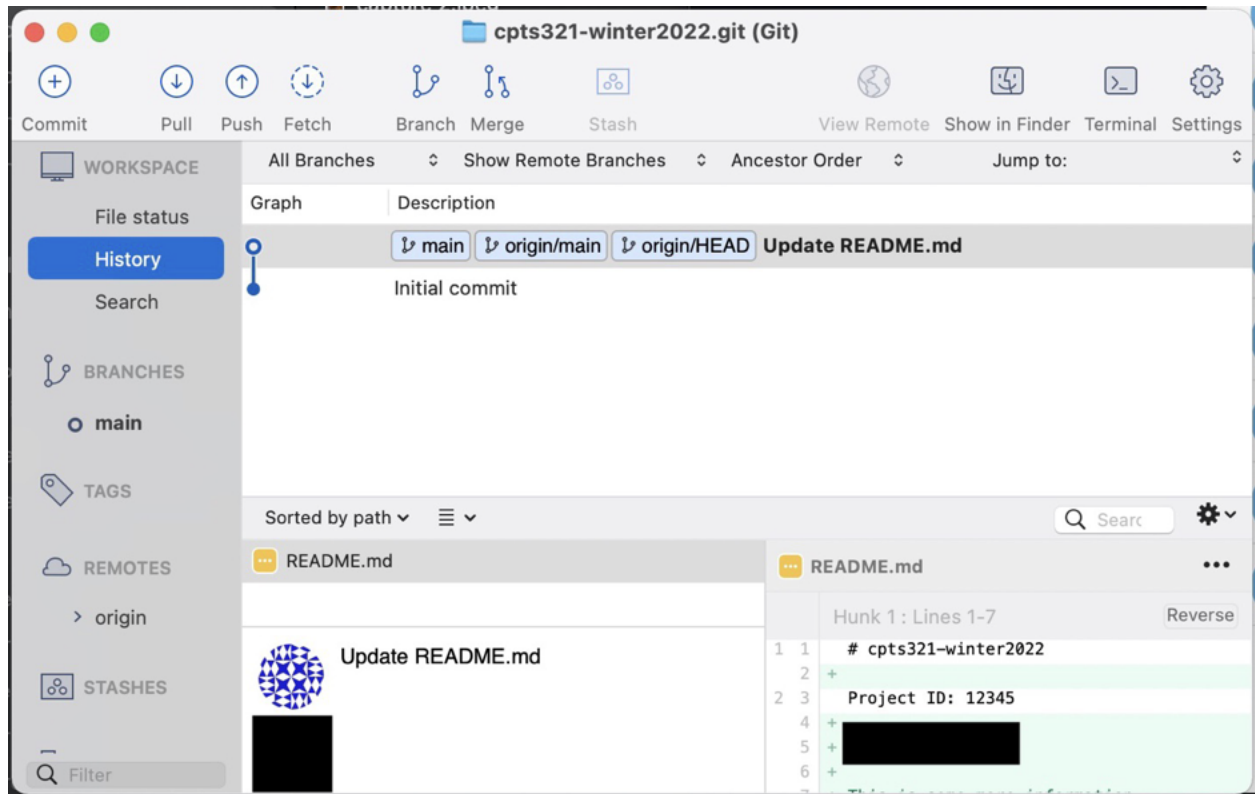 cpts321-winter2022.git (Git)
Commit Pull Push Fetch Branch Merge Stash View Remote Show in Finder Terminal Settings
WORKSPACE
File status
History
Search
BRANCHES
main
TAGS
REMOTES
origin
STASHES
Filter
All Branches Show Remote Branches Ancestor Order Jump to:
Graph Description
main origin/main origin/HEAD Update README.md
Initial commit
Sorted by path Searc
README.md
Update README.md
README.md
Hunk 1 : Lines 1-7 Reverse
1 1 # cpts321-winter2022
2 +
2 3 Project ID: 12345
4 +
5 +
6 +